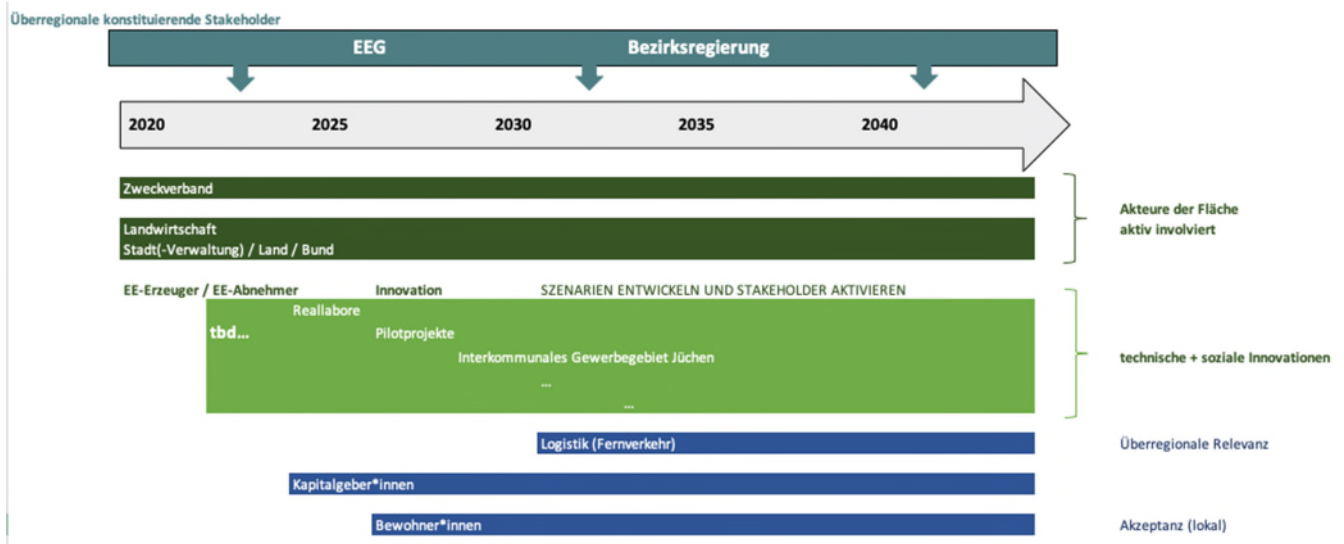 Überregionale konstituierende Stakeholder
EEG Bezirksregierung
2020 2025 2030 2035 2040
Zweckverband
Landwirtschaft
Stadt(-Verwaltung) / Land / Bund
Akteure der Fläche
aktiv involviert
EE-Erzeuger / EE-Abnehmer Innovation SZENARIEN ENTWICKELN UND STAKEHOLDER AKTIVIEREN
Reallabore
tbd... Pilotprojekte
Interkommunales Gewerbegebiet Jüchen
...
...
technische + soziale Innovationen
Logistik (Fernverkehr) Überregionale Relevanz
Kapitalgeber*innen
Bewohner*innen Akzeptanz (lokal)